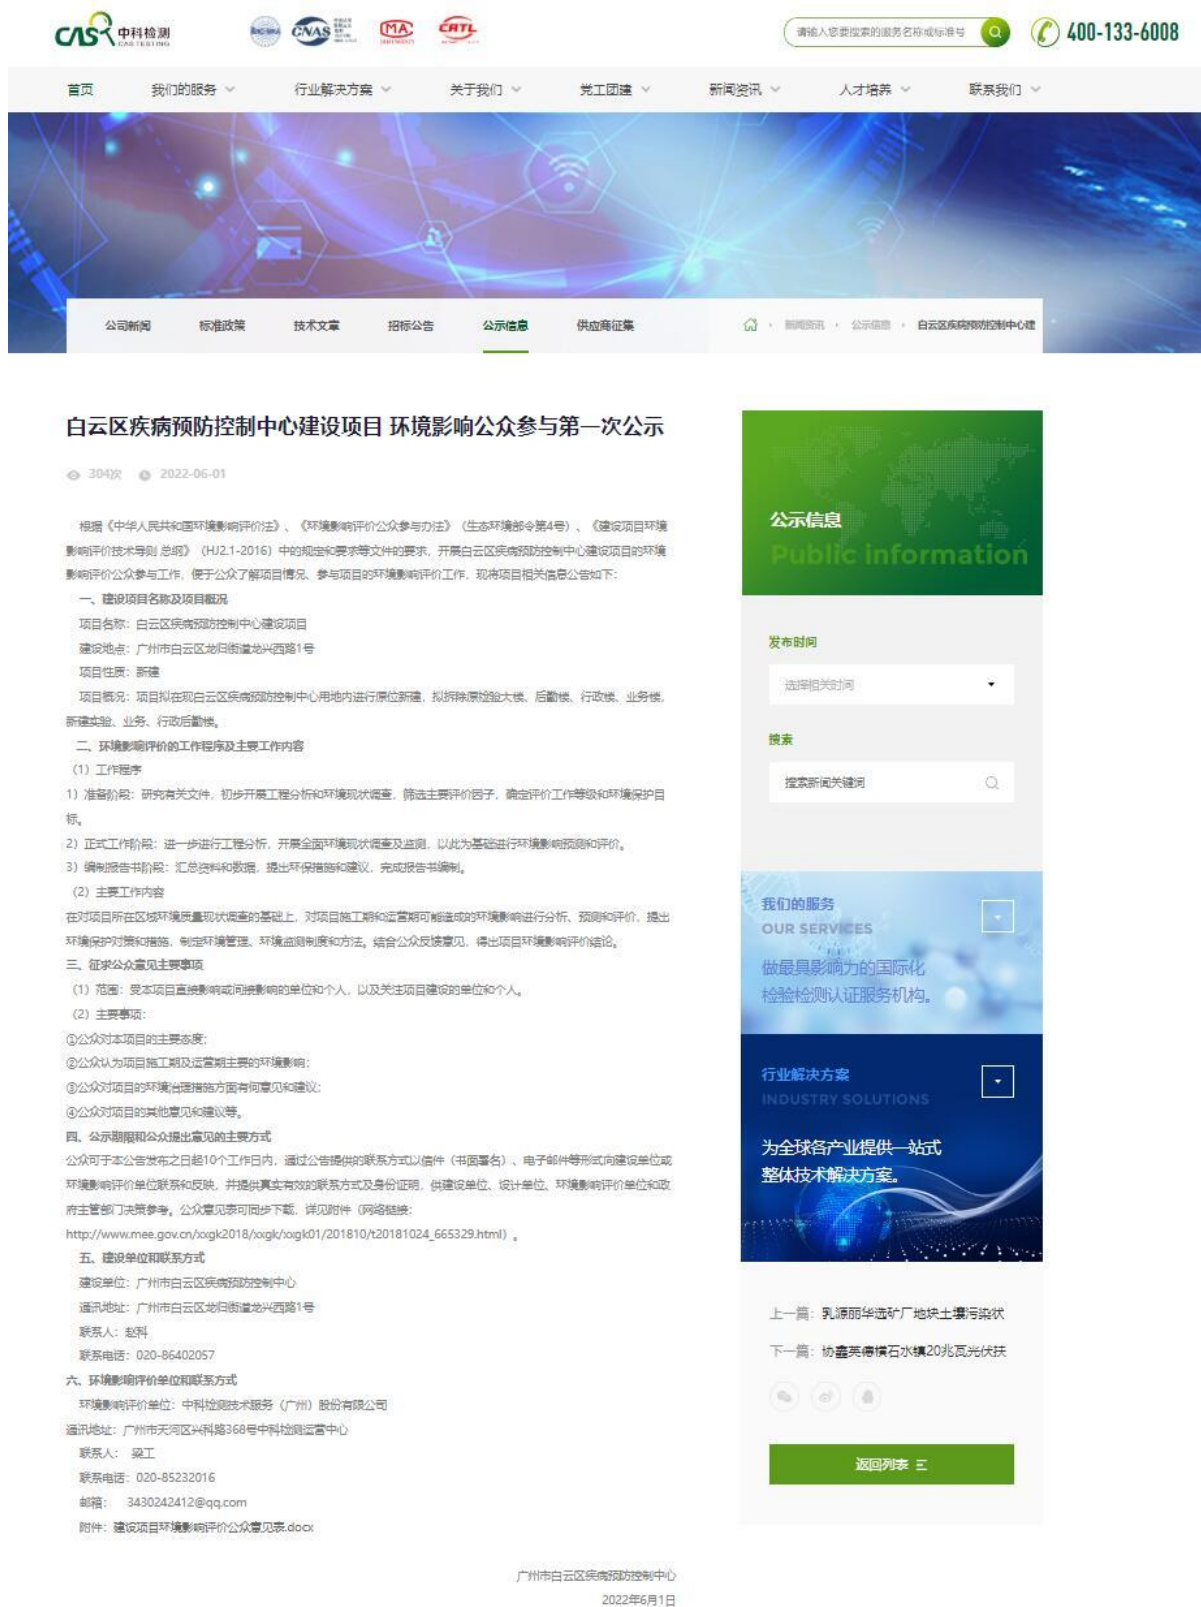 CAS 中科检测
CAS TESTING
CNAS
MA
CATL
请输入您要搜索的服务名称或标准号
400-133-6008
首页 我们的服务 行业解决方案 关于我们 党工团建 新闻资讯 人才培养 联系我们
公司新闻 标准政策 技术文章 招标公告 公示信息 供应商征集
新闻资讯 公示信息 白云区疾病预防控制中心建
白云区疾病预防控制中心建设项目 环境影响公众参与第一次公示
304次 2022-06-01
根据《中华人民共和国环境影响评价法》、《环境影响评价公众参与办法》（生态环境部令第4号）、《建设项目环境
影响评价技术导则 总纲》（HJ2.1-2016）中的规定和要求等文件的要求，开展白云区疾病预防控制中心建设项目的环境
影响评价公众参与工作，便于公众了解项目情况、参与项目的环境影响评价工作，现将项目相关信息公告如下：
一、建设项目名称及项目概况
项目名称：白云区疾病预防控制中心建设项目
建设地点：广州市白云区龙归街道龙兴西路1号
项目性质：新建
项目概况：项目拟在现白云区疾病预防控制中心用地内进行原位新建，拟拆除原检验大楼、后勤楼、行政楼、业务楼，
新建实验、业务、行政后勤楼。
二、环境影响评价的工作程序及主要工作内容
（1）工作程序
1）准备阶段：研究有关文件，初步开展工程分析和环境现状调查，筛选主要评价因子，确定评价工作等级和环境保护目
标。
2）正式工作阶段：进一步进行工程分析，开展全面环境现状调查及监测，以此为基础进行环境影响预测和评价。
3）编制报告书阶段：汇总资料和数据，提出环保措施和建议，完成报告书编制。
（2）主要工作内容
在对项目所在区域环境质量现状调查的基础上，对项目施工期和运营期可能造成的环境影响进行分析、预测和评价，提出
环境保护对策和措施，制定环境管理、环境监测制度和方法。结合公众反馈意见，得出项目环境影响评价结论。
三、征求公众意见主要事项
（1）范围：受本项目直接影响或间接影响的单位和个人，以及关注项目建设的单位和个人。
（2）主要事项：
①公众对本项目的主要态度；
②公众认为项目施工期及运营期主要的环境影响；
③公众对项目的环境治理措施方面有何意见和建议；
④公众对项目的其他意见和建议等。
四、公示期限和公众提出意见的主要方式
公众可于本公告发布之日起10个工作日内，通过公告提供的联系方式以信件（书面署名）、电子邮件等形式向建设单位或
环境影响评价单位联系和反映，并提供真实有效的联系方式及身份证明，供建设单位、设计单位、环境影响评价单位和政
府主管部门决策参考。公众意见表可同步下载，详见附件（网络链接：
http://www.mee.gov.cn/xxgk2018/xxgk/xxgk01/201810/t20181024_665329.html）。
五、建设单位和联系方式
建设单位：广州市白云区疾病预防控制中心
通讯地址：广州市白云区龙归街道龙兴西路1号
联系人：赵科
联系电话：020-86402057
六、环境影响评价单位和联系方式
环境影响评价单位：中科检测技术服务（广州）股份有限公司
通讯地址：广州市天河区兴科路368号中科检测运营中心
联系人： 梁工
联系电话：020-85232016
邮箱： 3430242412@qq.com
附件：建设项目环境影响评价公众意见表.docx
广州市白云区疾病预防控制中心
2022年6月1日
公示信息
Public information
发布时间
选择相关时间
搜索
搜索新闻关键词
我们的服务
OUR SERVICES
做最具影响力的国际化
检验检测认证服务机构。
行业解决方案
INDUSTRY SOLUTIONS
为全球各产业提供一站式
整体技术解决方案。
上一篇：乳源丽华选矿厂地块土壤污染状
下一篇：协鑫英德横石水镇20兆瓦光伏扶
返回列表